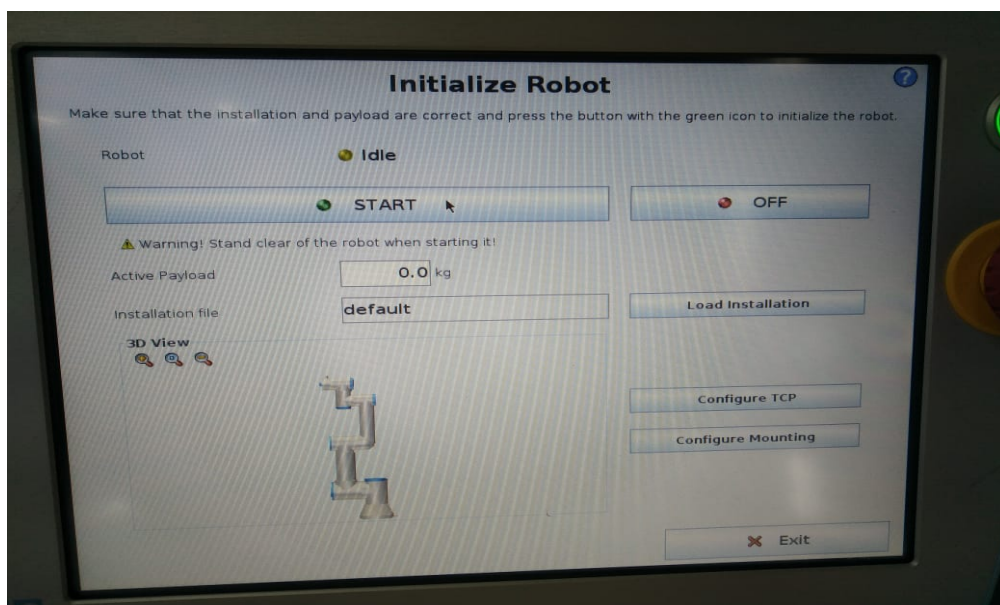 Initialize Robot
?
Make sure that the installation and payload are correct and press the button with the green icon to initialize the robot.
Robot
Idle
START
OFF
Warning! Stand clear of the robot when starting it!
Active Payload
0.0 kg
Installation file
default
Load Installation
3D View
Configure TCP
Configure Mounting
Exit